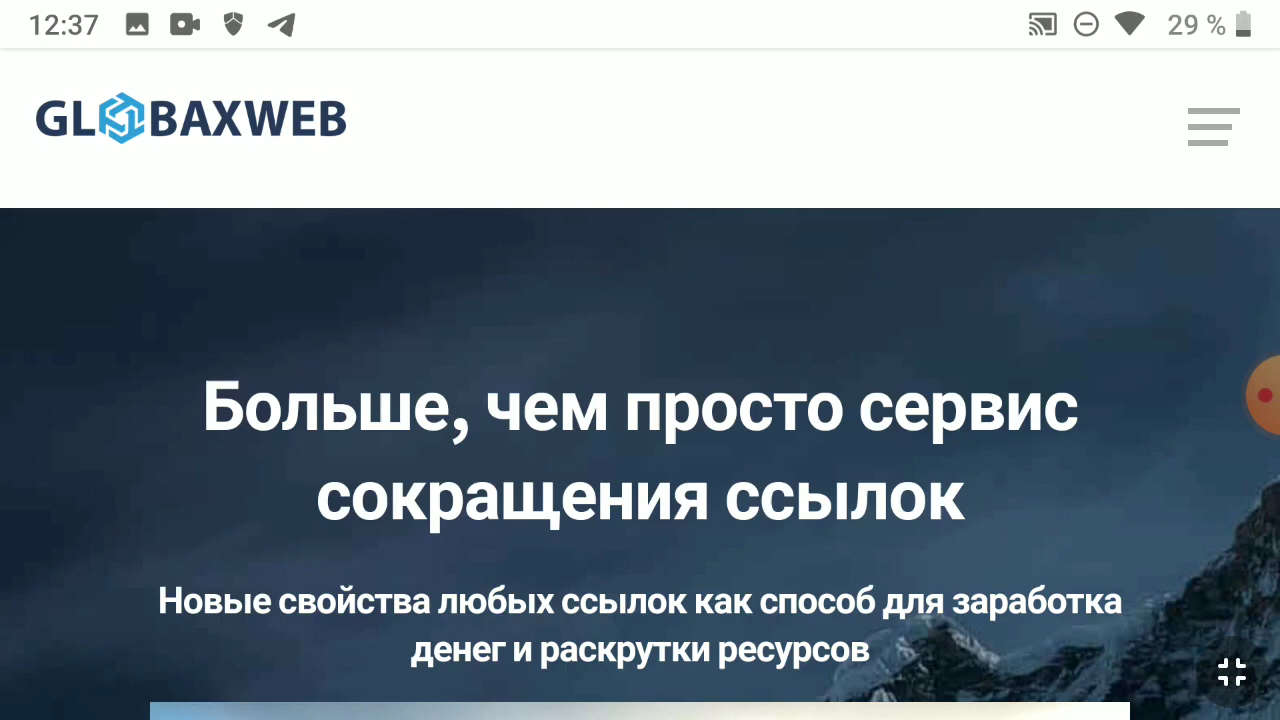 12:37
29 %
GLOBAXWEB
Больше, чем просто сервис
сокращения ссылок
Новые свойства любых ссылок как способ для заработка
денег и раскрутки ресурсов